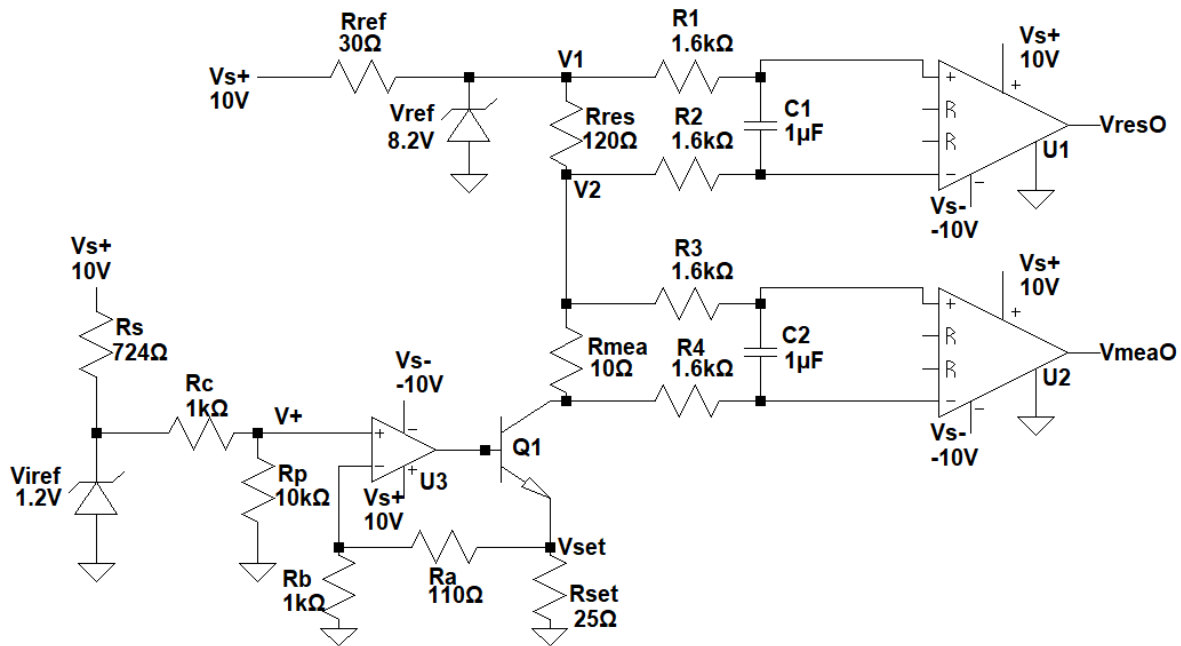 Rref
30Ω
Vs+
10V
V1
R1
1.6kΩ
Vs+
10V
Vref
8.2V
Rres
120Ω
R2
1.6kΩ
C1
1µF
+
+
R
R
-
-
U1
VresO
V2
Vs-
-10V
Vs+
10V
R3
1.6kΩ
Vs+
10V
Rs
724Ω
Rmea
10Ω
R4
1.6kΩ
C2
1µF
+
+
R
R
-
-
U2
VmeaO
Vs-
-10V
Rc
1kΩ
V+
Vs-
-10V
Viref
1.2V
Rp
10kΩ
+
-
-
+
U3
Vs+
10V
Q1
Rb
1kΩ
Ra
110Ω
Vset
Rset
25Ω